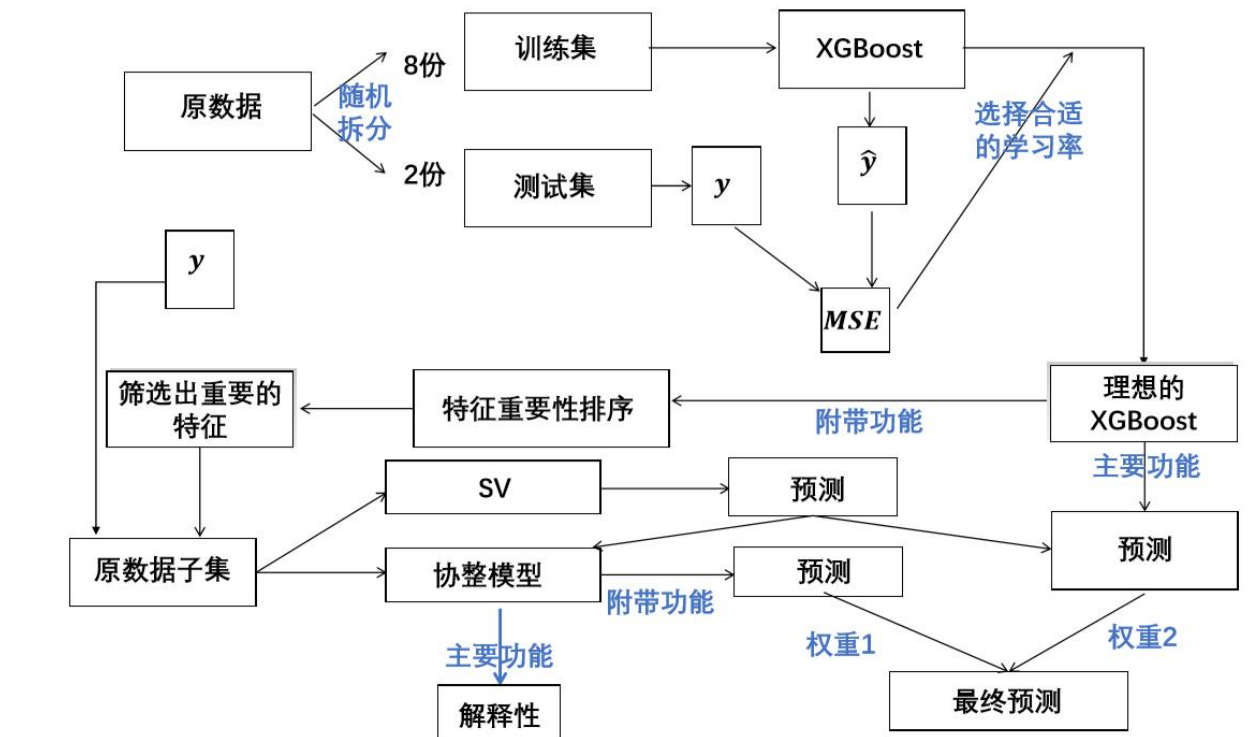 原数据
随机
拆分
8份
2份
训练集
XGBoost
测试集
y
ŷ
选择合适
的学习率
MSE
y
理想的
XGBoost
附带功能
特征重要性排序
筛选出重要的
特征
主要功能
SV
预测
预测
原数据子集
协整模型
附带功能
预测
主要功能
权重1
权重2
解释性
最终预测